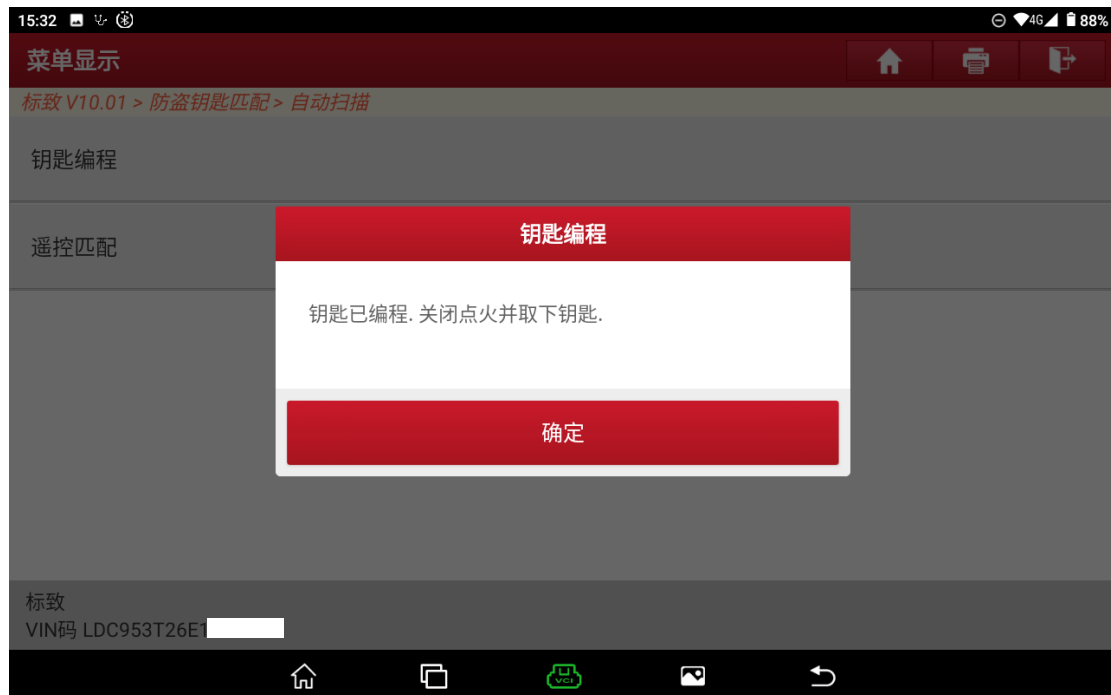 15:32
4G 88%
菜单显示
标致 V10.01 > 防盗钥匙匹配 > 自动扫描
钥匙编程
遥控匹配
钥匙编程
钥匙已编程. 关闭点火并取下钥匙.
确定
标致
VIN码 LDC953T26E1
VCI